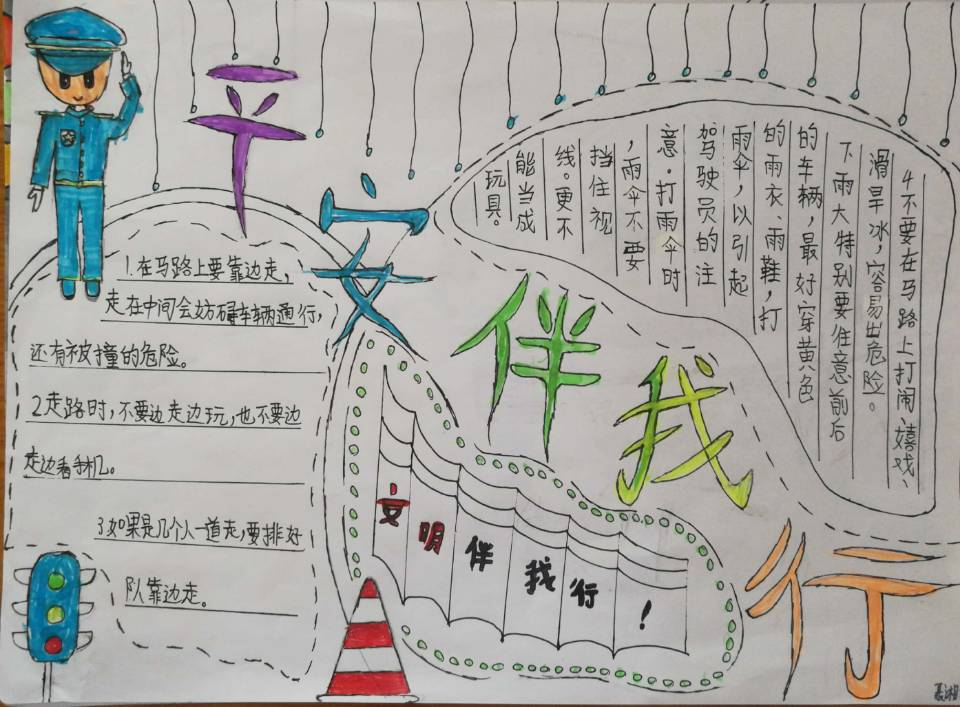 平安伴我行
1.在马路上要靠边走，
走在中间会妨碍车辆通行，
还有被撞的危险。
2走路时，不要边走边玩，也不要边
走边看手机。
3如果是几个人一道走，要排好
队靠边走。
4不要在马路上打闹、嬉戏、
滑旱冰，容易出危险。
下雨大特别要住意前后
的车辆，最好穿黄色
的雨衣、雨鞋，打
雨伞，以引起
驾驶员的注
意。打雨伞时
，雨伞不要
挡住视
线。更不
能当成
玩具。
文明伴我行！